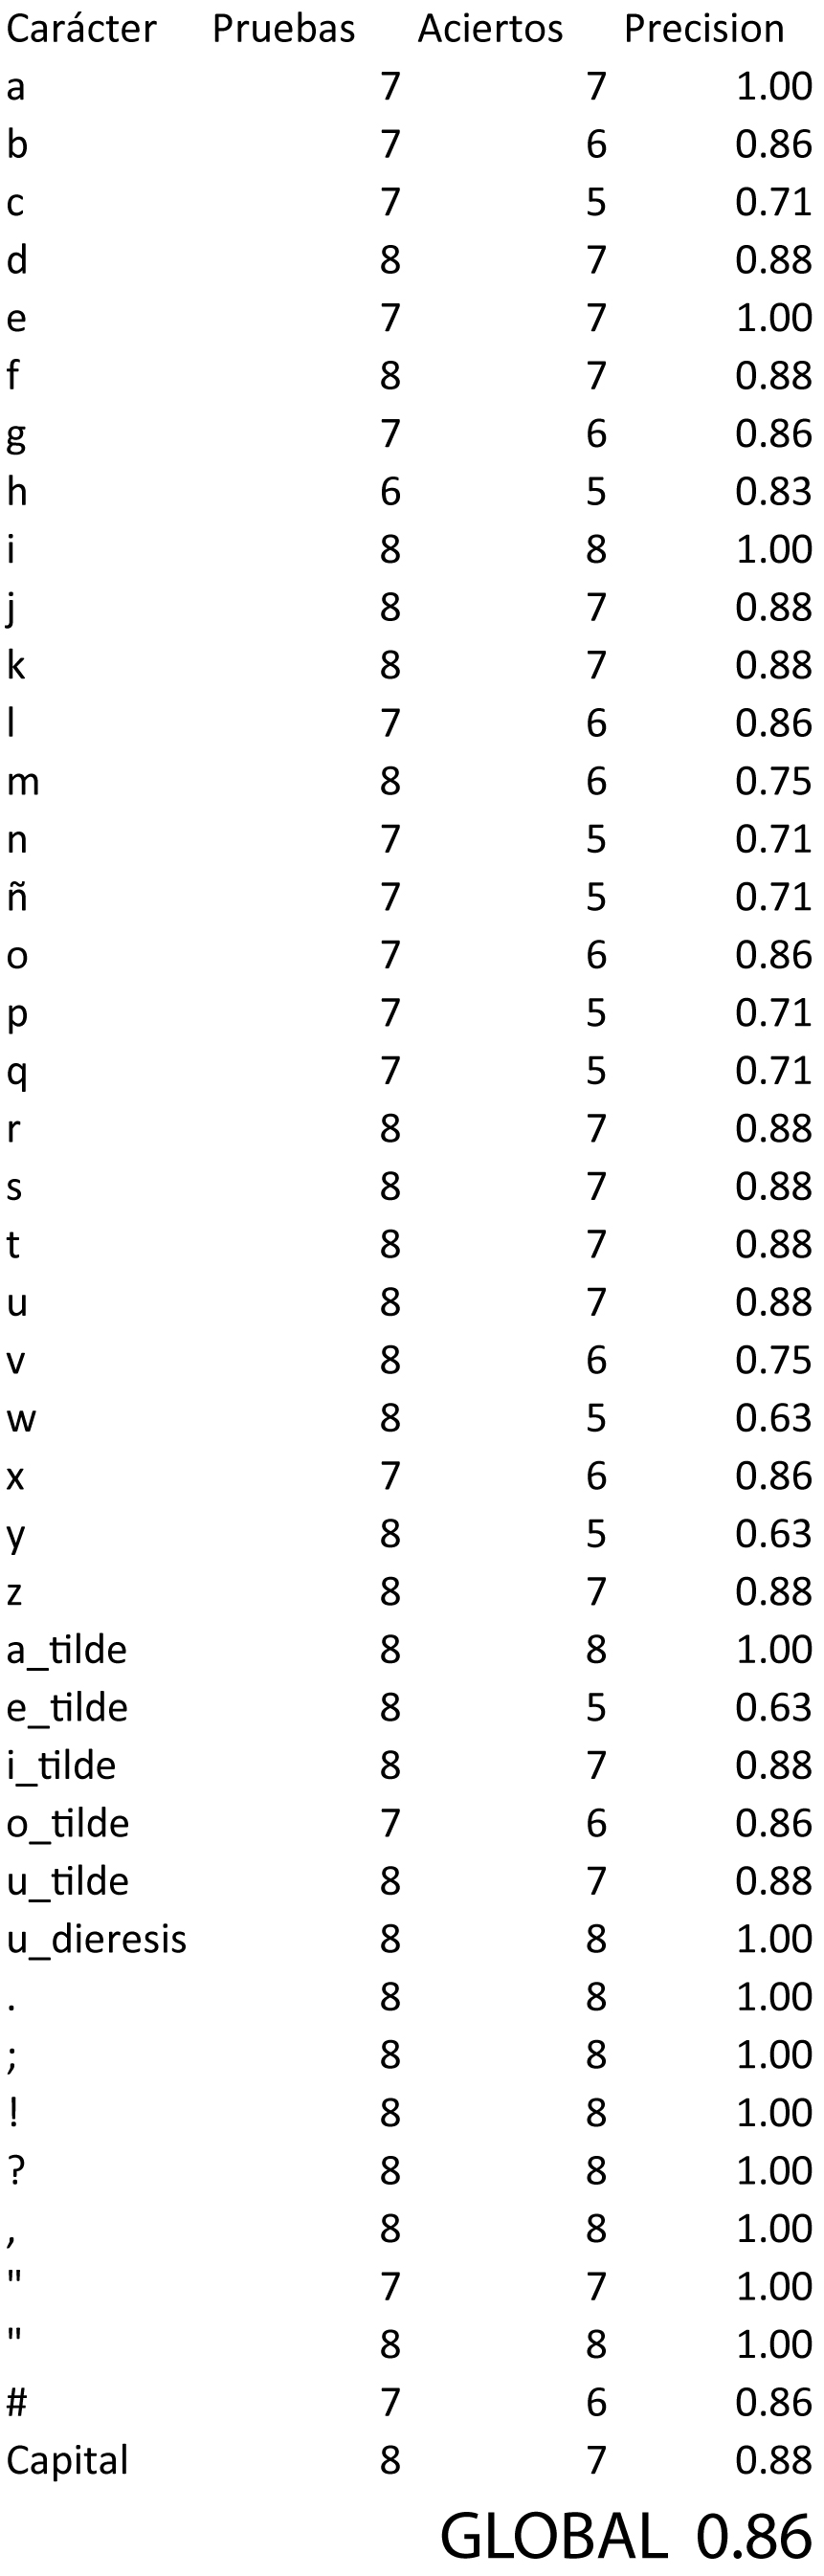 Carácter Pruebas Aciertos Precision
a 7 7 1.00
b 7 6 0.86
c 7 5 0.71
d 8 7 0.88
e 7 7 1.00
f 8 7 0.88
g 7 6 0.86
h 6 5 0.83
i 8 8 1.00
j 8 7 0.88
k 8 7 0.88
l 7 6 0.86
m 8 6 0.75
n 7 5 0.71
ñ 7 5 0.71
o 7 6 0.86
p 7 5 0.71
q 7 5 0.71
r 8 7 0.88
s 8 7 0.88
t 8 7 0.88
u 8 7 0.88
v 8 6 0.75
w 8 5 0.63
x 7 6 0.86
y 8 5 0.63
z 8 7 0.88
a_tilde 8 8 1.00
e_tilde 8 5 0.63
i_tilde 8 7 0.88
o_tilde 7 6 0.86
u_tilde 8 7 0.88
u_dieresis 8 8 1.00
. 8 8 1.00
; 8 8 1.00
! 8 8 1.00
? 8 8 1.00
, 8 8 1.00
" 7 7 1.00
" 8 8 1.00
# 7 6 0.86
Capital 8 7 0.88
GLOBAL 0.86